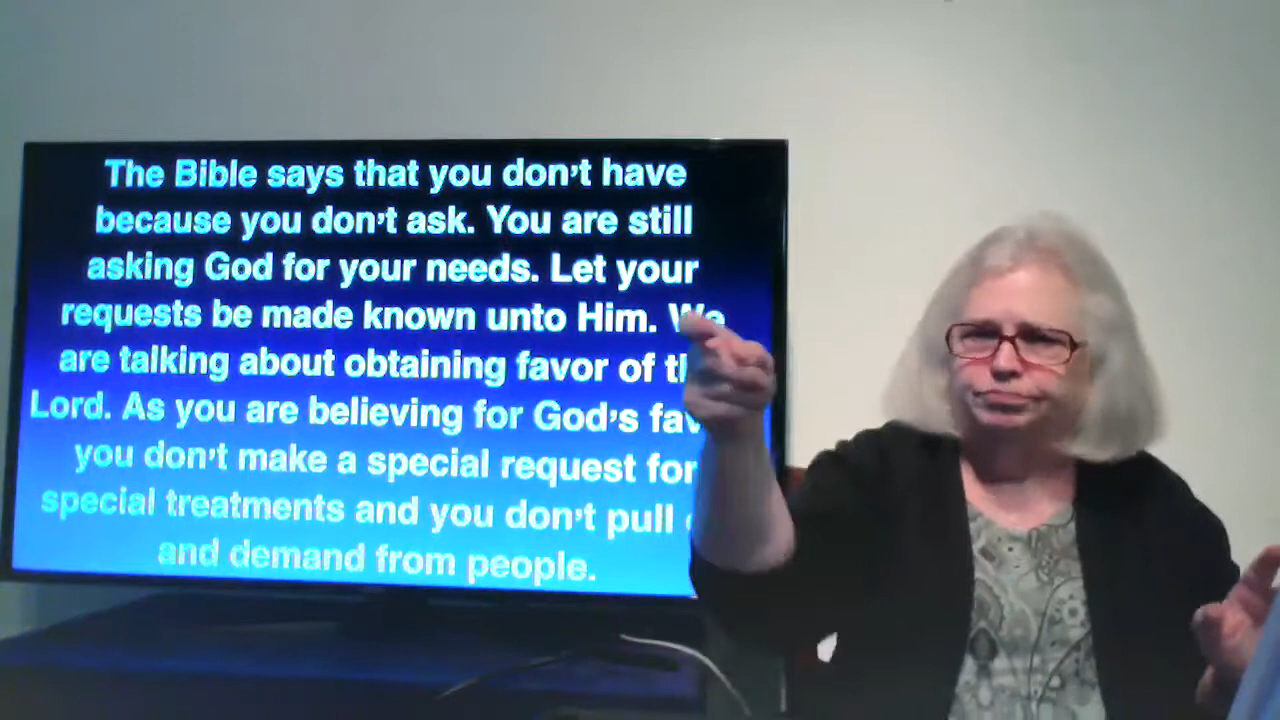 The Bible says that you don't have
because you don't ask. You are still
asking God for your needs. Let your
requests be made known unto Him. We
are talking about obtaining favor of
Lord. As you are believing for God's
you don't make a special request for
special treatments and you don't pull
and demand from people.